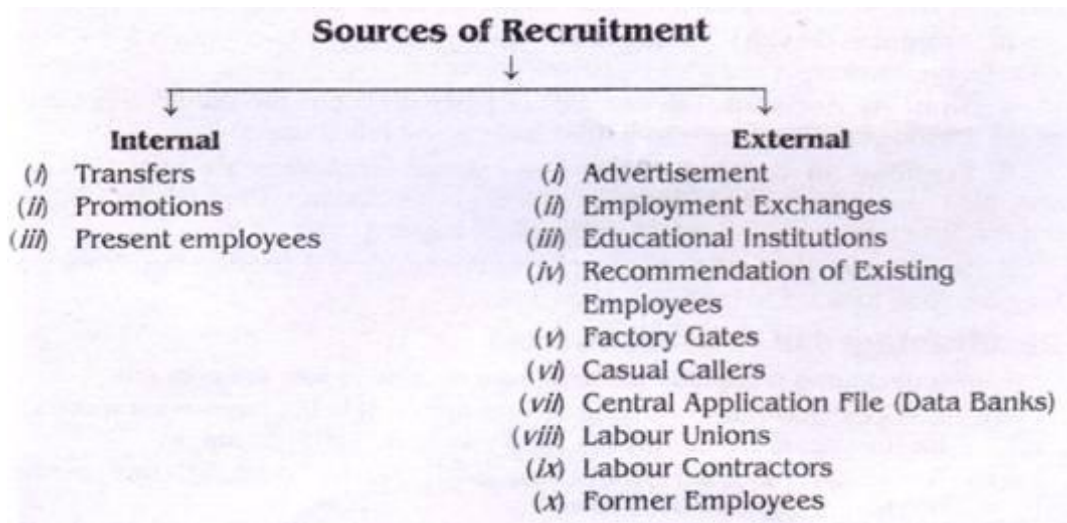 Sources of Recruitment
Internal
(i) Transfers
(ii) Promotions
(iii) Present employees
External
(i) Advertisement
(ii) Employment Exchanges
(iii) Educational Institutions
(iv) Recommendation of Existing
Employees
(v) Factory Gates
(vi) Casual Callers
(vii) Central Application File (Data Banks)
(viii) Labour Unions
(ix) Labour Contractors
(x) Former Employees